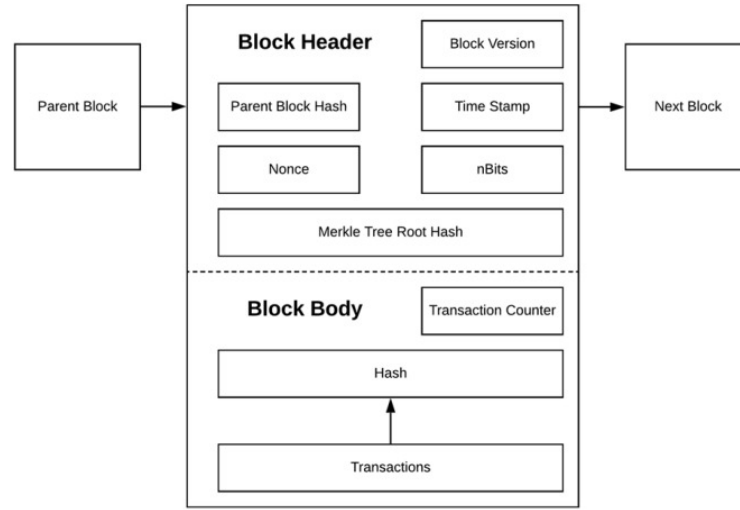 Block Header
Block Version
Parent Block
Parent Block Hash
Time Stamp
Next Block
Nonce
nBits
Merkle Tree Root Hash
Block Body
Transaction Counter
Hash
Transactions